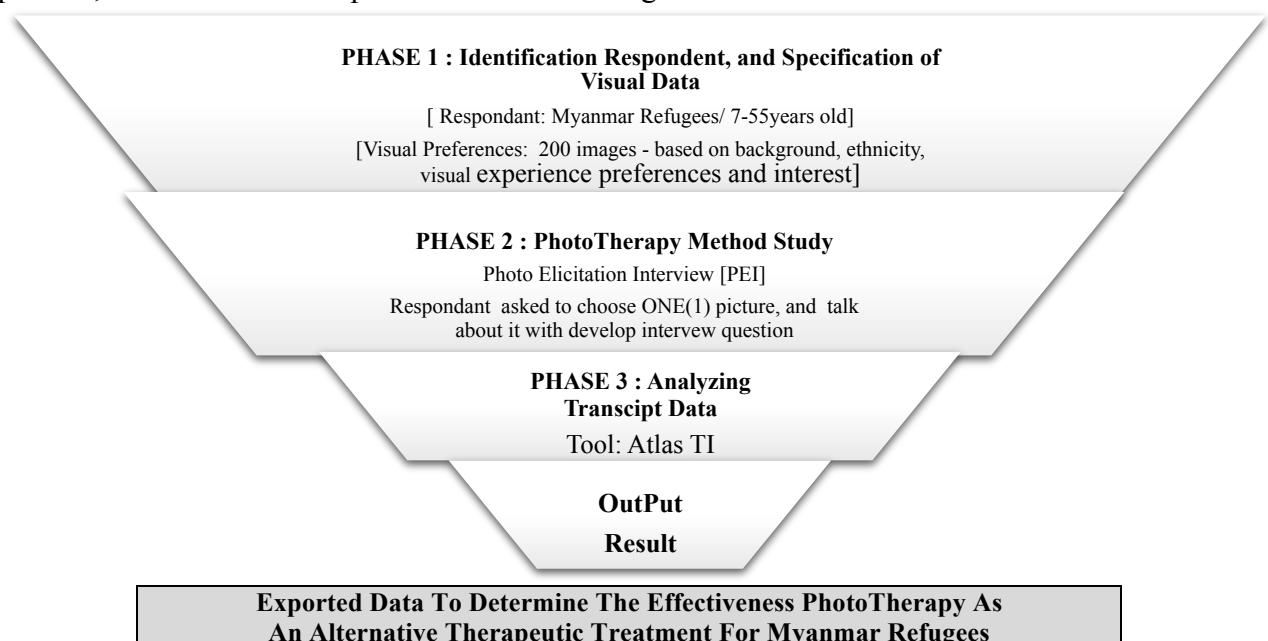 PHASE 1 : Identification Respondent, and Specification of
Visual Data
[ Respondant: Myanmar Refugees/ 7-55years old]
[Visual Preferences: 200 images - based on background, ethnicity,
visual experience preferences and interest]
PHASE 2 : PhotoTherapy Method Study
Photo Elicitation Interview [PEI]
Respondant asked to choose ONE(1) picture, and talk
about it with develop intervew question
PHASE 3 : Analyzing
Transcipt Data
Tool: Atlas TI
OutPut
Result
Exported Data To Determine The Effectiveness PhotoTherapy As
An Alternative Therapeutic Treatment For Myanmar Refugees